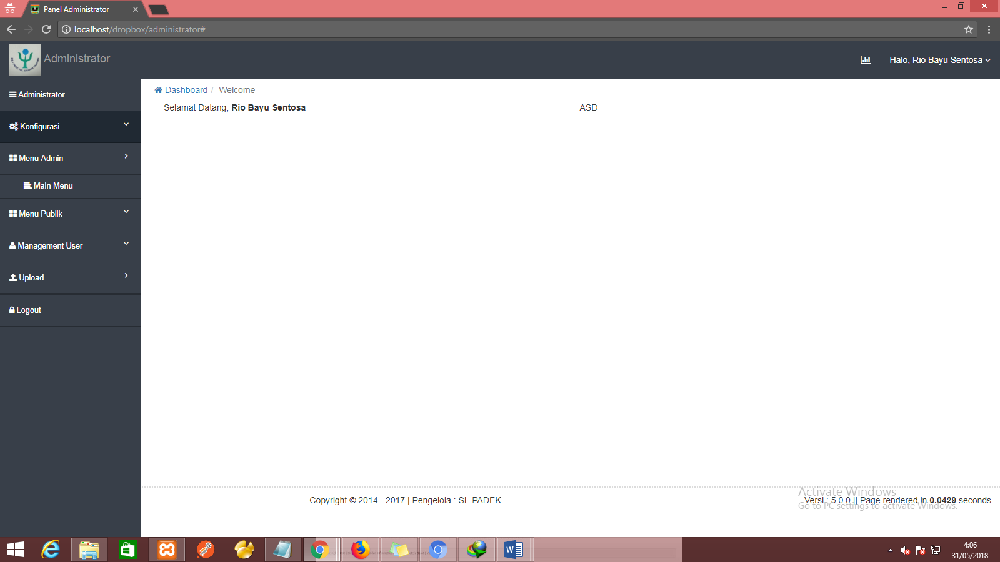 Panel Administrator
localhost/dropbox/administrator#
Administrator
Halo, Rio Bayu Sentosa
Administrator
Konfigurasi
Menu Admin
Main Menu
Menu Publik
Management User
Upload
Logout
Dashboard / Welcome
Selamat Datang, Rio Bayu Sentosa
ASD
Copyright © 2014 - 2017 | Pengelola : SI- PADEK
Versi : 5.0.0 || Page rendered in 0.0429 seconds.
Activate Windows
Go to PC settings to activate Windows.
4:06
31/05/2018